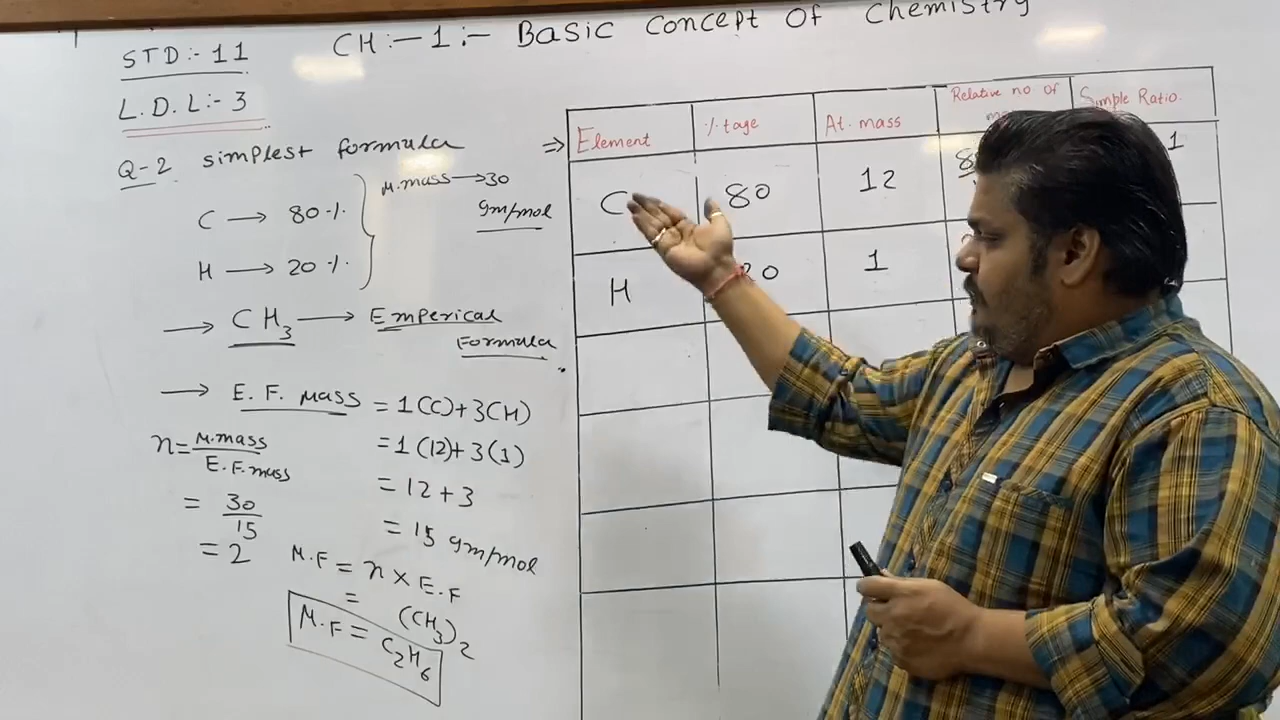 CH:-1:- Basic Concept Of Chemistry
STD:- 11
L.D.L:- 3
Q-2 simplest formula
C → 80 %.
H → 20 %.
M.mass → 30
gm/mol
→ CH3 → Emperical
Formula
→ E.F. mass = 1(C)+3(H)
= 1(12)+3(1)
= 12+3
= 15 gm/mol
n = M.mass / E.F.mass
= 30/15
= 2
M.F = n × E.F
= (CH3)2
M.F = C2H6
⇒ Element %tage At. mass Relative no of Simple Ratio.
C 80 12 1
H 1